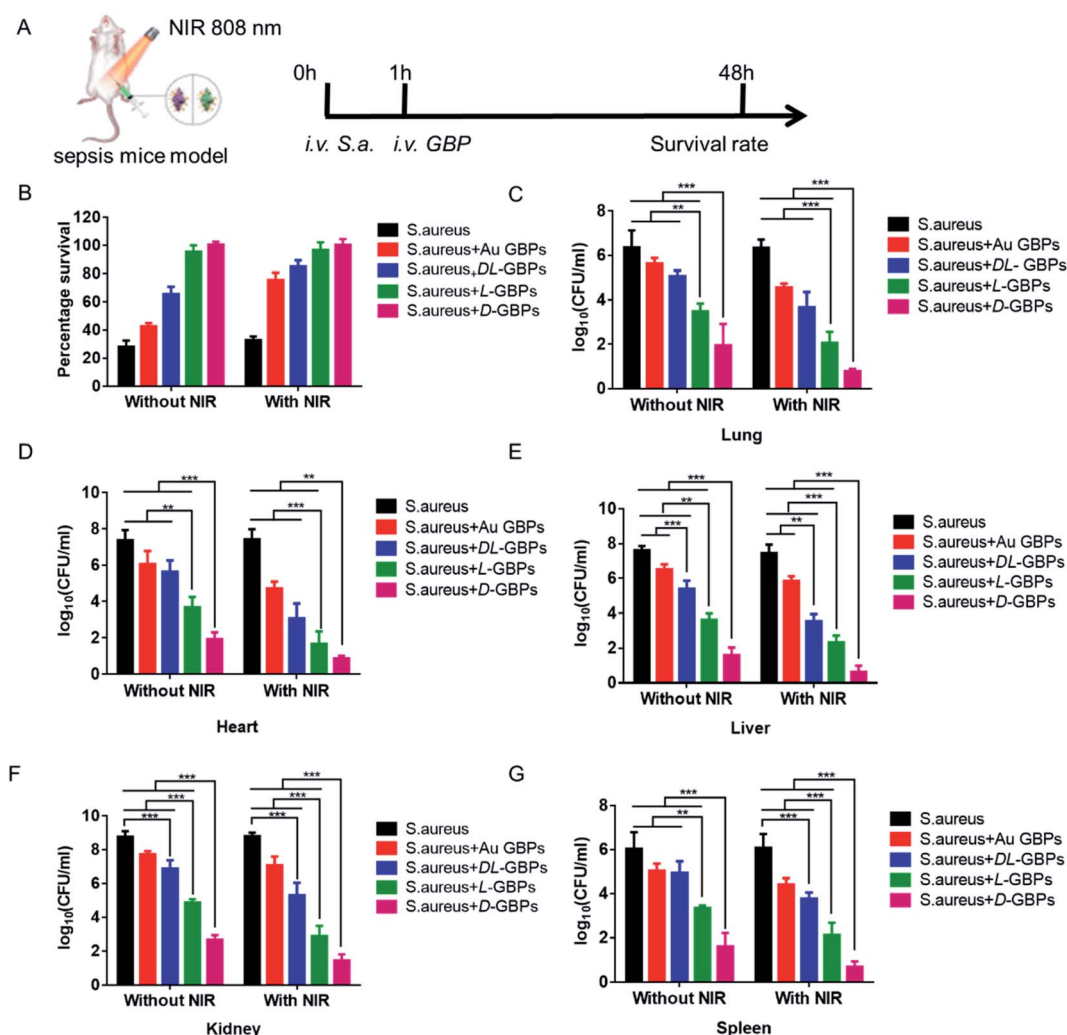 A
NIR 808 nm
sepsis mice model
0h 1h 48h
i.v. S.a. i.v. GBP Survival rate
B
Percentage survival
120
100
80
60
40
20
0
Without NIR With NIR
S.aureus
S.aureus+Au GBPs
S.aureus+DL-GBPs
S.aureus+L-GBPs
S.aureus+D-GBPs
C
log10(CFU/ml)
8
6
4
2
0
** ***
*** ***
Without NIR With NIR
Lung
S.aureus
S.aureus+Au GBPs
S.aureus+DL- GBPs
S.aureus+L-GBPs
S.aureus+D-GBPs
D
log10(CFU/ml)
10
8
6
4
2
0
*** **
** ***
Without NIR With NIR
Heart
S.aureus
S.aureus+Au GBPs
S.aureus+DL-GBPs
S.aureus+L-GBPs
S.aureus+D-GBPs
E
log10(CFU/ml)
10
8
6
4
2
0
*** ***
** ***
*** **
Without NIR With NIR
Liver
S.aureus
S.aureus+Au GBPs
S.aureus+DL-GBPs
S.aureus+L-GBPs
S.aureus+D-GBPs
F
log10(CFU/ml)
10
8
6
4
2
0
*** ***
*** ***
*** ***
Without NIR With NIR
Kidney
S.aureus
S.aureus+Au GBPs
S.aureus+DL-GBPs
S.aureus+L-GBPs
S.aureus+D-GBPs
G
log10(CFU/ml)
8
6
4
2
0
*** ***
** ***
***
Without NIR With NIR
Spleen
S.aureus
S.aureus+Au GBPs
S.aureus+DL-GBPs
S.aureus+L-GBPs
S.aureus+D-GBPs